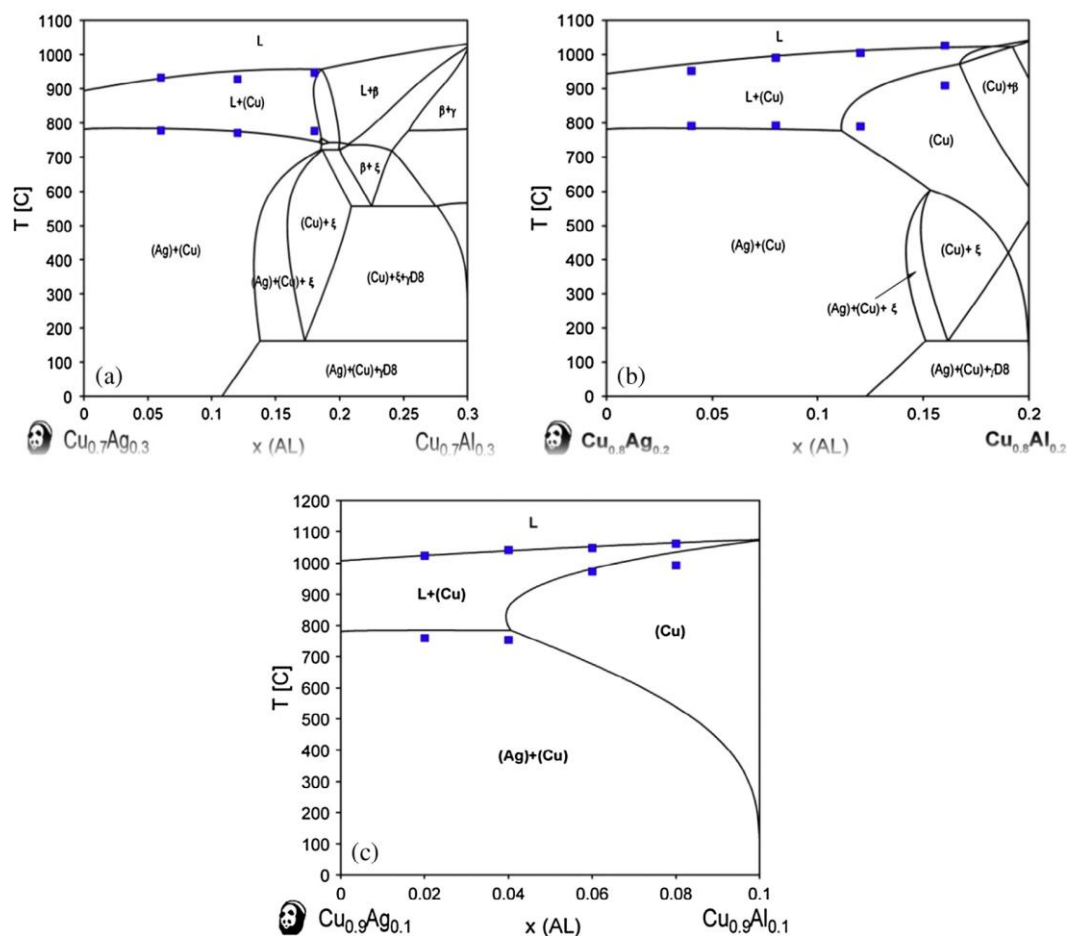 1100
1000
900
800
700
600
500
400
300
200
100
0
T [C]
L
L+(Cu)
L+β
β+γ
β+ ξ
(Cu)+ ξ
(Ag)+(Cu)
(Ag)+(Cu)+ ξ
(Cu)+ξ+γD8
(Ag)+(Cu)+γD8
(a)
0 0.05 0.1 0.15 0.2 0.25 0.3
Cu0.7Ag0.3 x (AL) Cu0.7Al0.3
1100
1000
900
800
700
600
500
400
300
200
100
0
T [C]
L
L+(Cu)
(Cu)+β
(Cu)
(Ag)+(Cu)
(Cu)+ ξ
(Ag)+(Cu)+ ξ
(Ag)+(Cu)+γD8
(b)
0 0.05 0.1 0.15 0.2
Cu0.8Ag0.2 x (AL) Cu0.8Al0.2
1200
1100
1000
900
800
700
600
500
400
300
200
100
0
T [C]
L
L+(Cu)
(Cu)
(Ag)+(Cu)
(c)
0 0.02 0.04 0.06 0.08 0.1
Cu0.9Ag0.1 x (AL) Cu0.9Al0.1